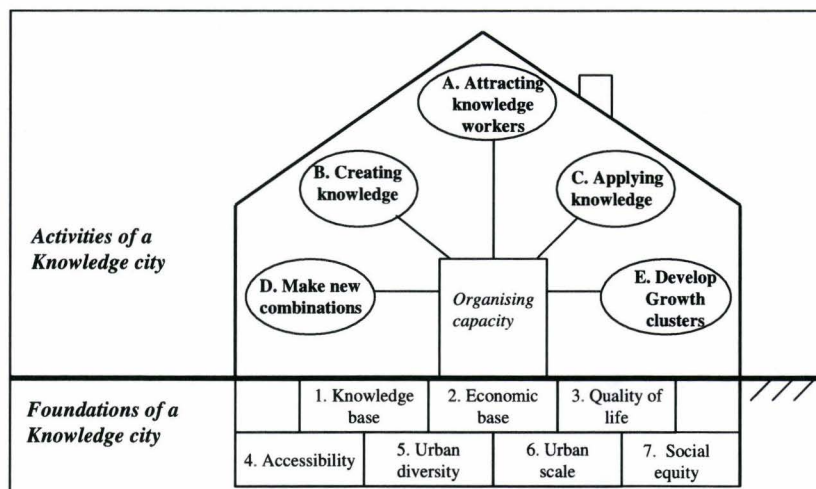 A. Attracting
knowledge
workers
B. Creating
knowledge
C. Applying
knowledge
Activities of a
Knowledge city
D. Make new
combinations
Organising
capacity
E. Develop
Growth
clusters
Foundations of a
Knowledge city
1. Knowledge
base
2. Economic
base
3. Quality of
life
4. Accessibility
5. Urban
diversity
6. Urban
scale
7. Social
equity